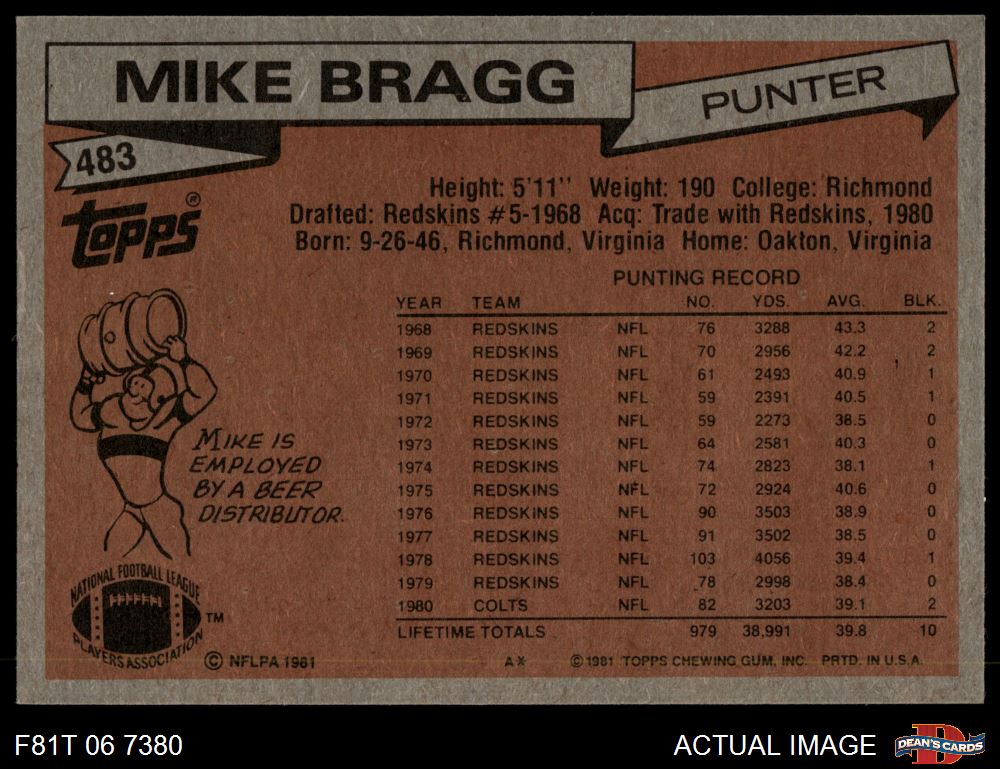 MIKE BRAGG
PUNTER
483
TOPPS®
Height: 5'11'' Weight: 190 College: Richmond
Drafted: Redskins #5-1968 Acq: Trade with Redskins, 1980
Born: 9-26-46, Richmond, Virginia Home: Oakton, Virginia
PUNTING RECORD
YEAR TEAM NO. YDS. AVG. BLK.
1968 REDSKINS NFL 76 3288 43.3 2
1969 REDSKINS NFL 70 2956 42.2 2
1970 REDSKINS NFL 61 2493 40.9 1
1971 REDSKINS NFL 59 2391 40.5 1
1972 REDSKINS NFL 59 2273 38.5 0
1973 REDSKINS NFL 64 2581 40.3 0
1974 REDSKINS NFL 74 2823 38.1 1
1975 REDSKINS NFL 72 2924 40.6 0
1976 REDSKINS NFL 90 3503 38.9 0
1977 REDSKINS NFL 91 3502 38.5 0
1978 REDSKINS NFL 103 4056 39.4 1
1979 REDSKINS NFL 78 2998 38.4 0
1980 COLTS NFL 82 3203 39.1 2
LIFETIME TOTALS 979 38,991 39.8 10
MIKE IS
EMPLOYED
BY A BEER
DISTRIBUTOR.
NATIONAL FOOTBALL LEAGUE
PLAYERS ASSOCIATION
TM
© NFLPA 1981
A* © 1981 TOPPS CHEWING GUM, INC. PRTD. IN U.S.A.
F81T 06 7380
ACTUAL IMAGE
D
DEAN'S CARDS